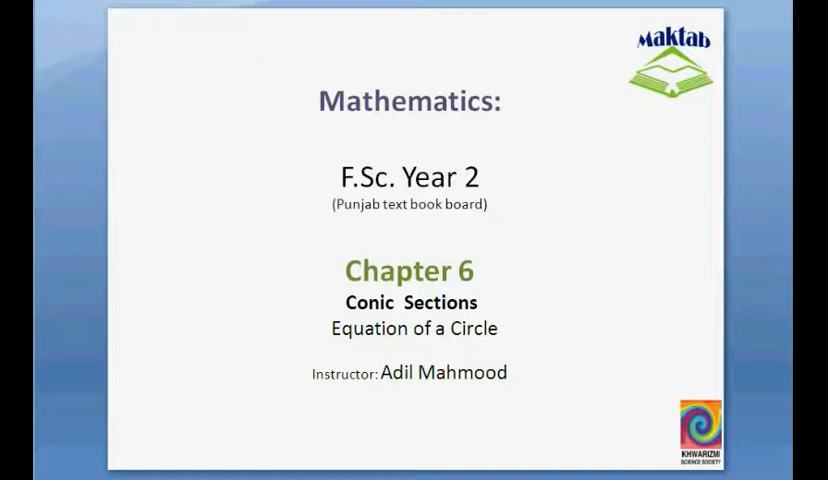 Maktab
Mathematics:
F.Sc. Year 2
(Punjab text book board)
Chapter 6
Conic Sections
Equation of a Circle
Instructor: Adil Mahmood
KHWARIZMI
SCIENCE SOCIETY